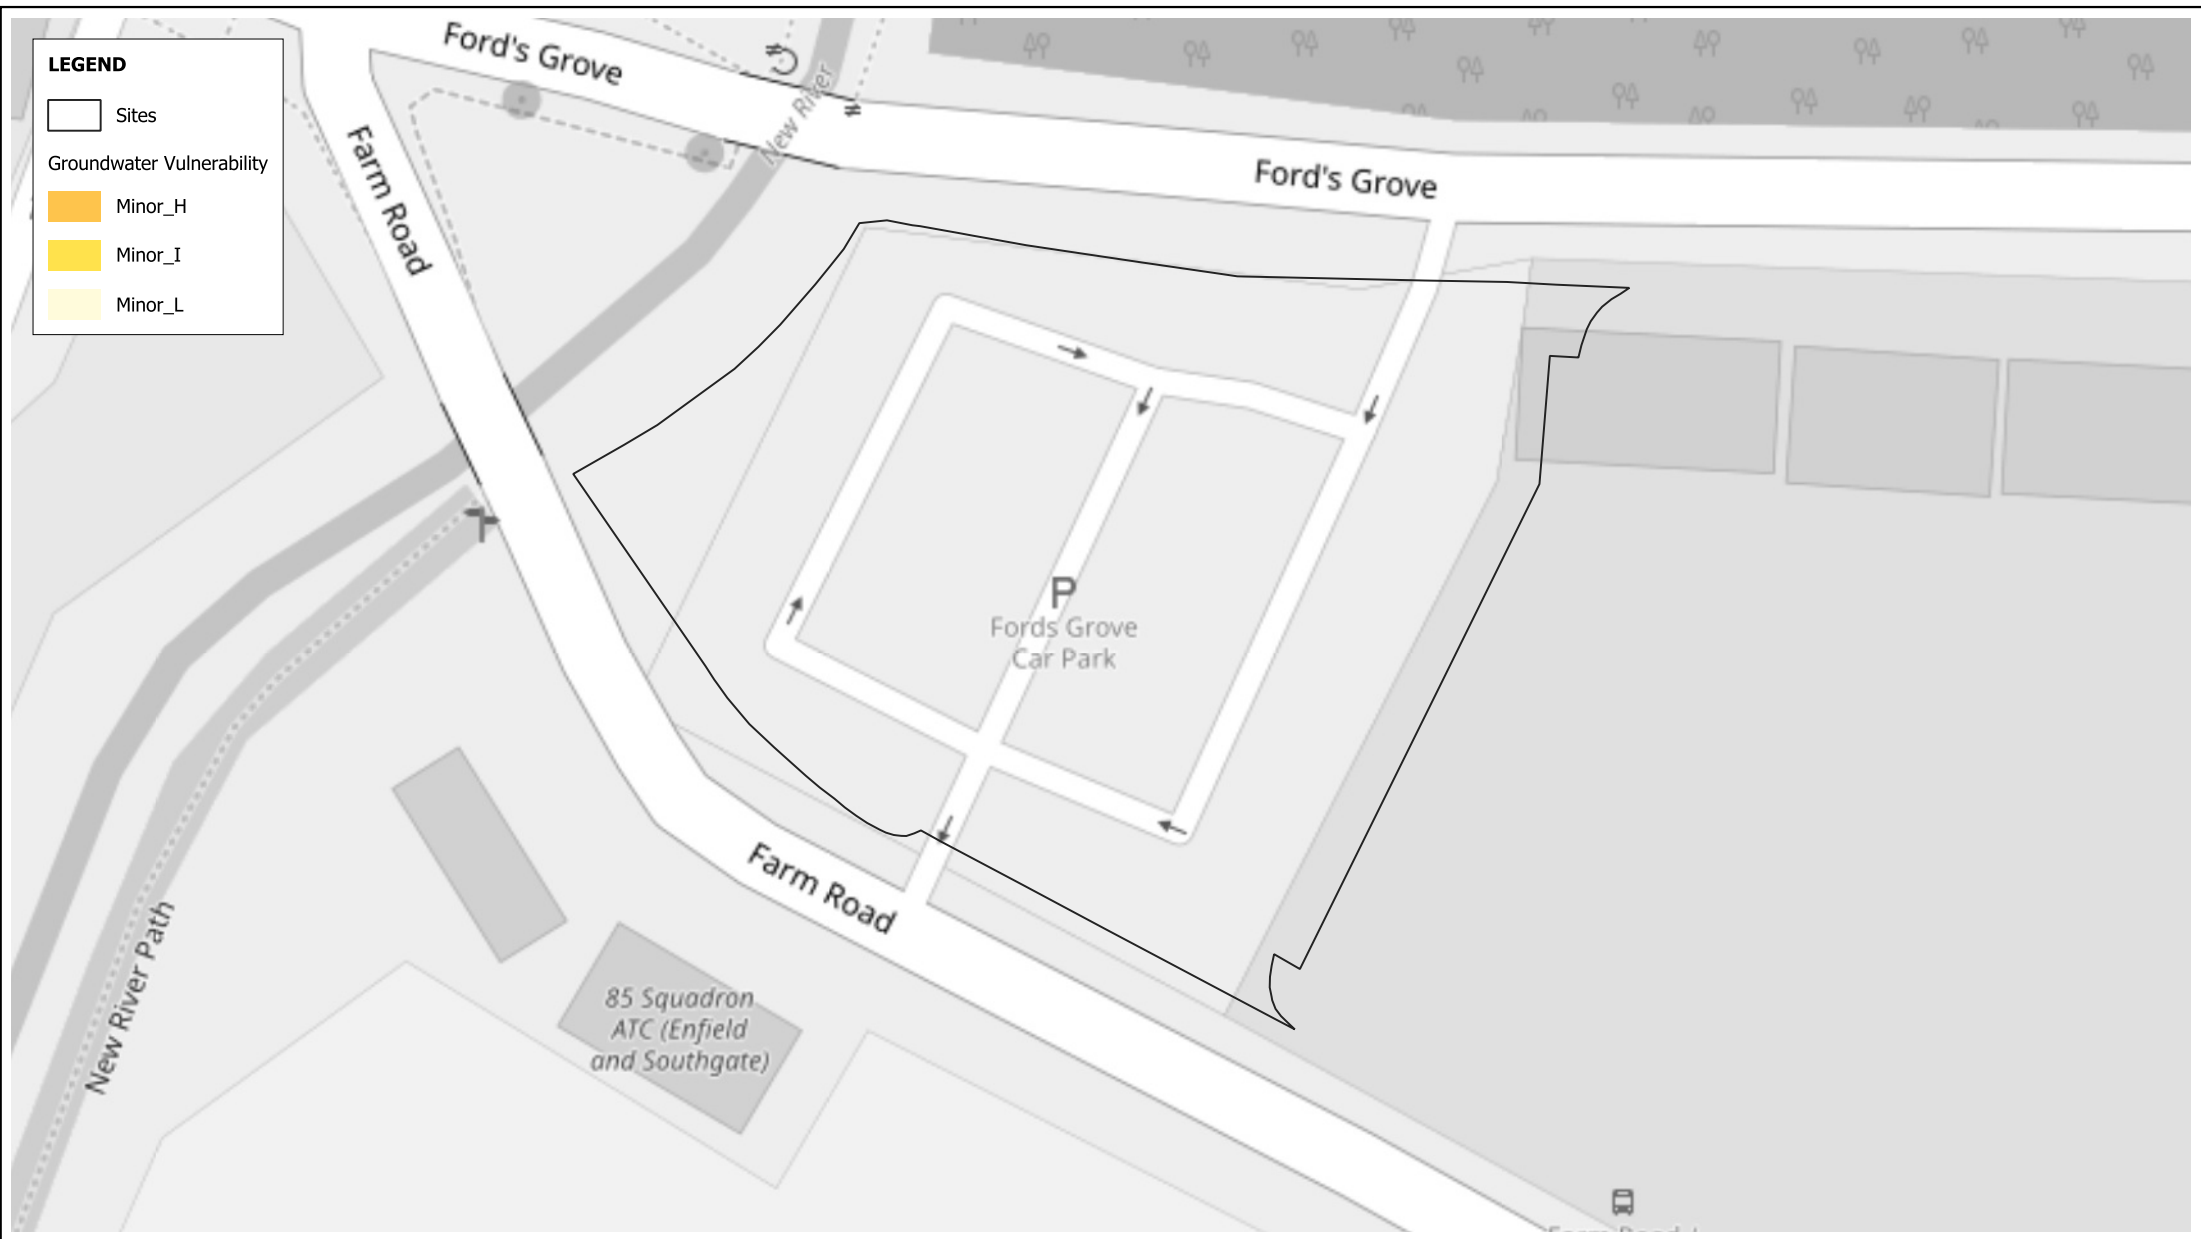 LEGEND
Sites
Groundwater Vulnerability
Minor_H
Minor_I
Minor_L
Ford's Grove
New River
Ford's Grove
Farm Road
P
Fords Grove
Car Park
Farm Road
New River Path
85 Squadron
ATC (Enfield
and Southgate)